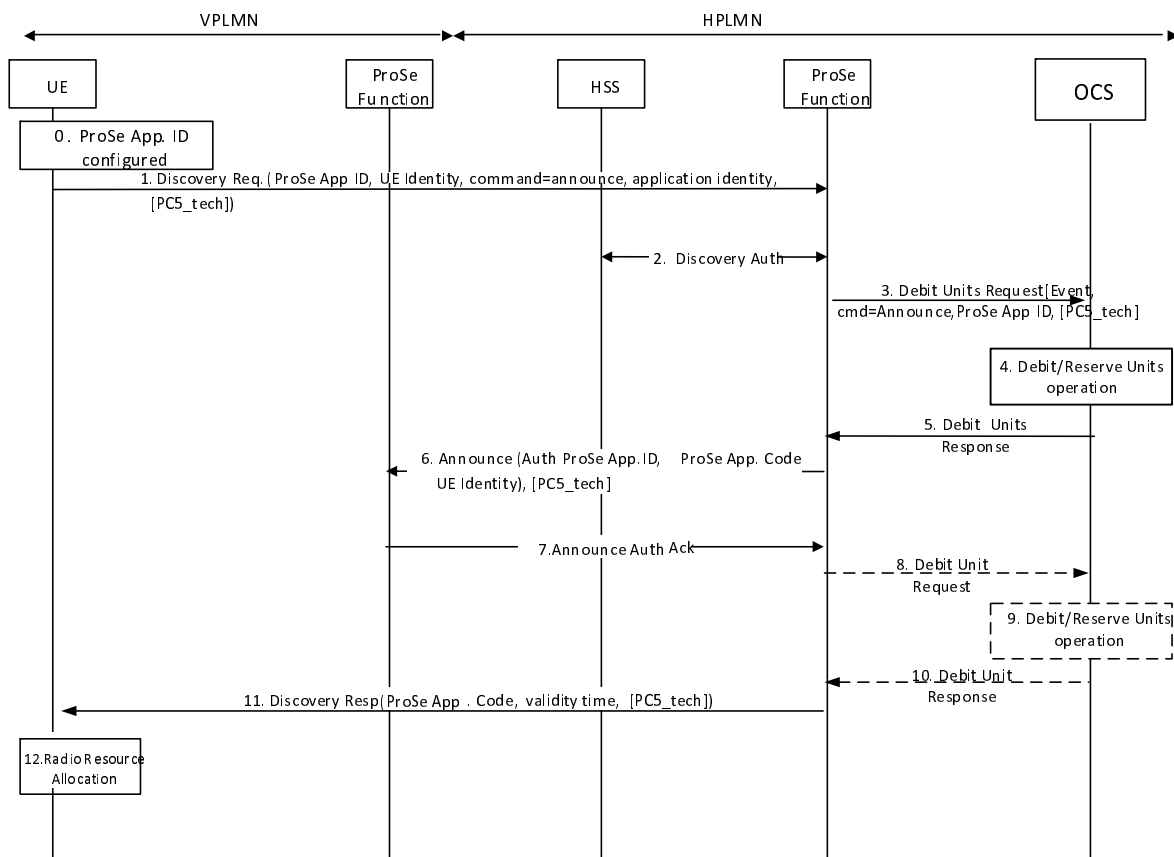 VPLMN
HPLMN
UE
ProSe
Function
HSS
ProSe
Function
OCS
0. ProSe App. ID
configured
1. Discovery Req. ( ProSe App ID, UE Identity, command=announce, application identity,
[PC5_tech])
2. Discovery Auth
3. Debit Units Request[Event,
cmd=Announce,ProSe App ID, [PC5_tech]
4. Debit/Reserve Units
operation
5. Debit Units
Response
6. Announce (Auth ProSe App.ID, ProSe App. Code
UE Identity), [PC5_tech]
7.Announce Auth Ack
8. Debit Unit
Request
9. Debit/Reserve Units
operation
10. Debit Unit
Response
11. Discovery Resp(ProSe App . Code, validity time, [PC5_tech])
12.Radio Resource
Allocation